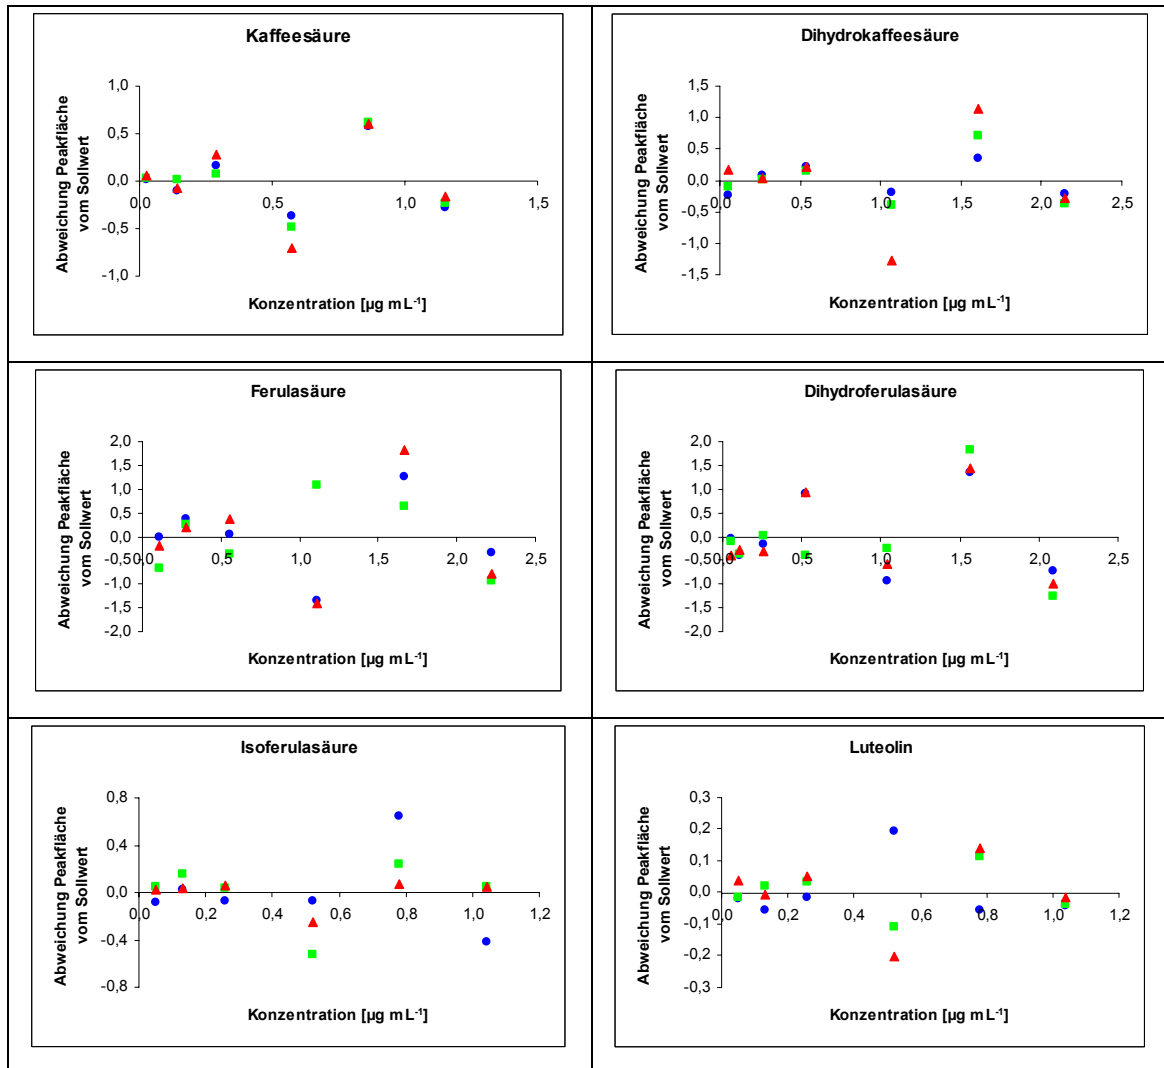 Kaffeesäure
Abweichung Peakfläche
vom Sollwert
1,0
0,5
0,0
-0,5
-1,0
0,0 0,5 1,0 1,5
Konzentration [µg mL⁻¹]
Dihydrokaffeesäure
Abweichung Peakfläche
vom Sollwert
1,5
1,0
0,5
0,0
-0,5
-1,0
-1,5
0,0 0,5 1,0 1,5 2,0 2,5
Konzentration [µg mL⁻¹]
Ferulasäure
Abweichung Peakfläche
vom Sollwert
2,0
1,5
1,0
0,5
0,0
-0,5
-1,0
-1,5
-2,0
0,0 0,5 1,0 1,5 2,0 2,5
Konzentration [µg mL⁻¹]
Dihydroferulasäure
Abweichung Peakfläche
vom Sollwert
2,0
1,5
1,0
0,5
0,0
-0,5
-1,0
-1,5
-2,0
0,0 0,5 1,0 1,5 2,0 2,5
Konzentration [µg mL⁻¹]
Isoferulasäure
Abweichung Peakfläche
vom Sollwert
0,8
0,4
0,0
-0,4
-0,8
0,0 0,2 0,4 0,6 0,8 1,0 1,2
Konzentration [µg mL⁻¹]
Luteolin
Abweichung Peakfläche
vom Sollwert
0,3
0,2
0,1
0,0
-0,1
-0,2
-0,3
0,0 0,2 0,4 0,6 0,8 1,0 1,2
Konzentration [µg mL⁻¹]